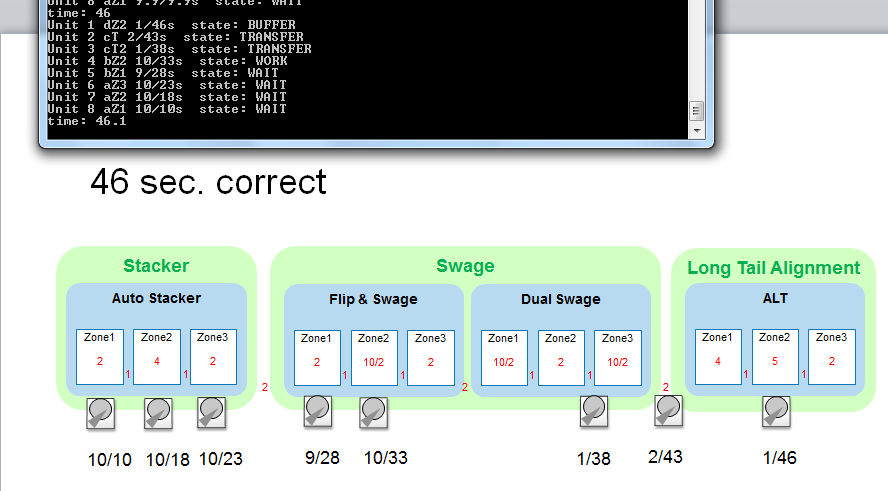 Unit 8 aZ1 9.9/9.9s state: WAIT
time: 46
Unit 1 dZ2 1/46s state: BUFFER
Unit 2 cT 2/43s state: TRANSFER
Unit 3 cT2 1/38s state: TRANSFER
Unit 4 bZ2 10/33s state: WORK
Unit 5 bZ1 9/28s state: WAIT
Unit 6 aZ3 10/23s state: WAIT
Unit 7 aZ2 10/18s state: WAIT
Unit 8 aZ1 10/10s state: WAIT
time: 46.1
46 sec. correct
Stacker
Auto Stacker
Zone1 Zone2 Zone3
2 4 2
1 1
2
Swage
Flip & Swage
Zone1 Zone2 Zone3
2 10/2 2
1 1
2
Dual Swage
Zone1 Zone2 Zone3
10/2 2 10/2
1 1
2
Long Tail Alignment
ALT
Zone1 Zone2 Zone3
4 5 2
1 1
10/10 10/18 10/23 9/28 10/33 1/38 2/43 1/46